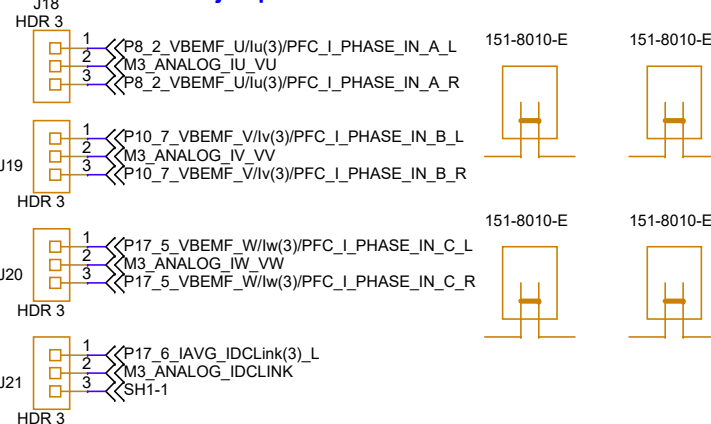 J18
HDR 3
1 P8_2_VBEMF_U/Iu(3)/PFC_I_PHASE_IN_A_L
2 M3_ANALOG_IU_VU
3 P8_2_VBEMF_U/Iu(3)/PFC_I_PHASE_IN_A_R
151-8010-E 151-8010-E
J19
1 P10_7_VBEMF_V/Iv(3)/PFC_I_PHASE_IN_B_L
2 M3_ANALOG_IV_VV
3 P10_7_VBEMF_V/Iv(3)/PFC_I_PHASE_IN_B_R
HDR 3
151-8010-E 151-8010-E
J20
1 P17_5_VBEMF_W/Iw(3)/PFC_I_PHASE_IN_C_L
2 M3_ANALOG_IW_VW
3 P17_5_VBEMF_W/Iw(3)/PFC_I_PHASE_IN_C_R
HDR 3
J21
1 P17_6_IAVG_IDCLink(3)_L
2 M3_ANALOG_IDCLINK
3 SH1-1
HDR 3